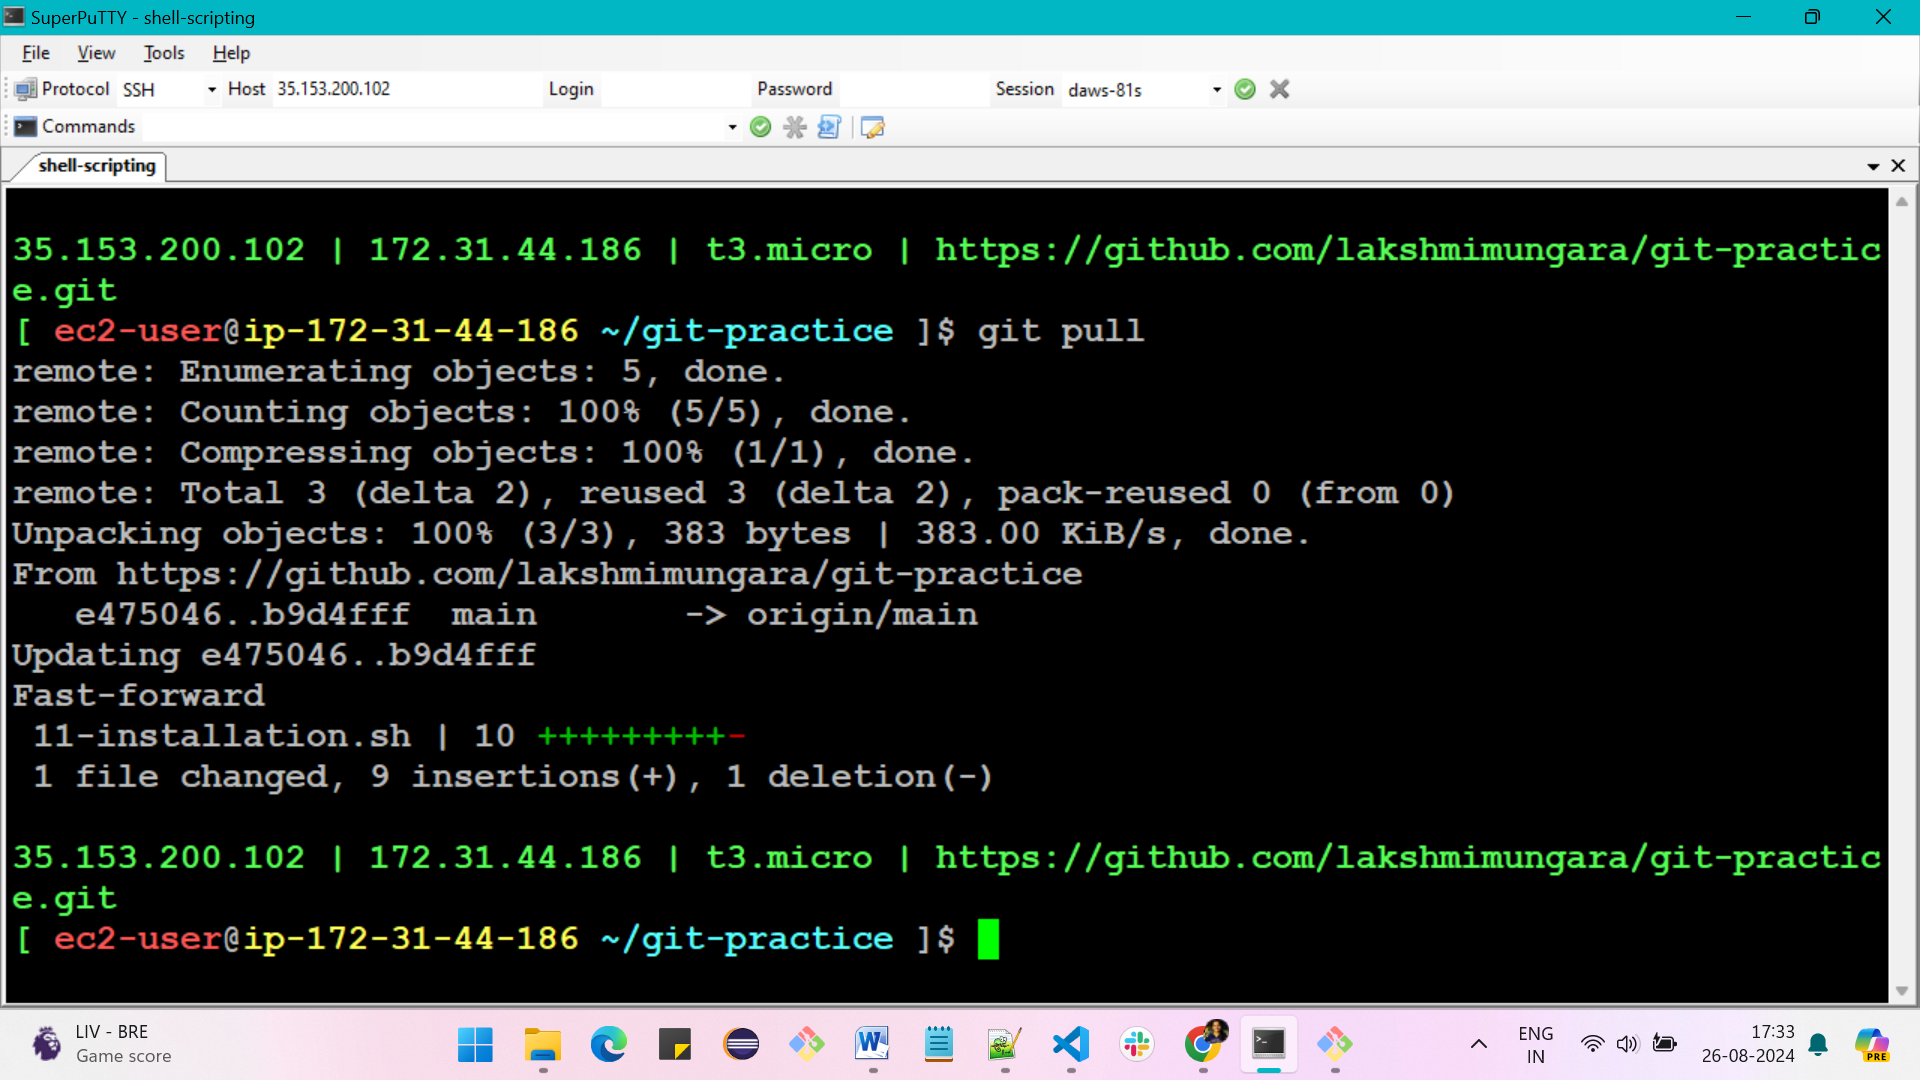 SuperPuTTY - shell-scripting
File View Tools Help
Protocol SSH Host 35.153.200.102 Login Password Session daws-81s
Commands
shell-scripting
35.153.200.102 | 172.31.44.186 | t3.micro | https://github.com/lakshmimungara/git-practic
e.git
[ ec2-user@ip-172-31-44-186 ~/git-practice ]$ git pull
remote: Enumerating objects: 5, done.
remote: Counting objects: 100% (5/5), done.
remote: Compressing objects: 100% (1/1), done.
remote: Total 3 (delta 2), reused 3 (delta 2), pack-reused 0 (from 0)
Unpacking objects: 100% (3/3), 383 bytes | 383.00 KiB/s, done.
From https://github.com/lakshmimungara/git-practice
   e475046..b9d4fff  main       -> origin/main
Updating e475046..b9d4fff
Fast-forward
 11-installation.sh | 10 +++++++++-
 1 file changed, 9 insertions(+), 1 deletion(-)
35.153.200.102 | 172.31.44.186 | t3.micro | https://github.com/lakshmimungara/git-practic
e.git
[ ec2-user@ip-172-31-44-186 ~/git-practice ]$
LIV - BRE
Game score
ENG
IN
17:33
26-08-2024
PRE